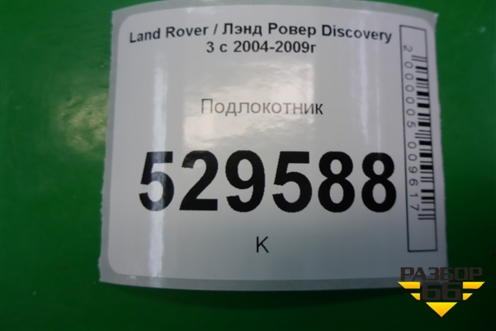 Land Rover / Лэнд Ровер Discovery
3 с 2004-2009г
Подлокотник
529588
К
2000005009617
РАЗБОР
66